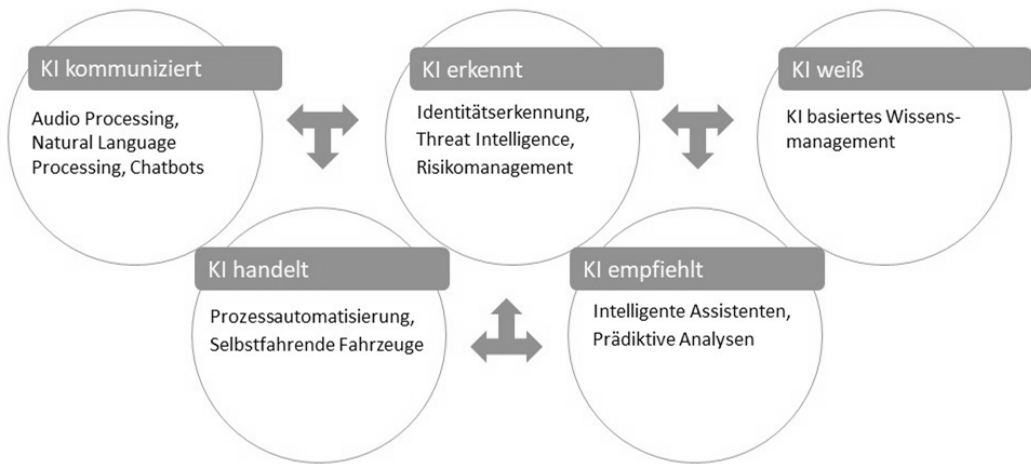 KI kommuniziert
Audio Processing,
Natural Language
Processing, Chatbots
KI erkennt
Identitätserkennung,
Threat Intelligence,
Risikomanagement
KI weiß
KI basiertes Wissens-
management
KI handelt
Prozessautomatisierung,
Selbstfahrende Fahrzeuge
KI empfiehlt
Intelligente Assistenten,
Prädiktive Analysen